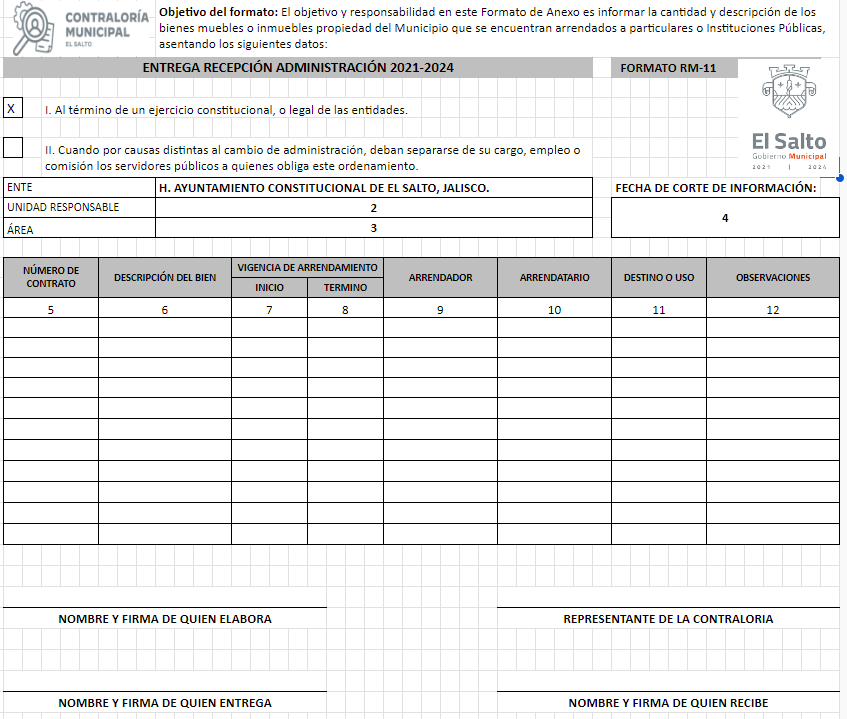 CONTRALORÍA
MUNICIPAL
EL SALTO
Objetivo del formato: El objetivo y responsabilidad en este Formato de Anexo es informar la cantidad y descripción de los
bienes muebles o inmuebles propiedad del Municipio que se encuentran arrendados a particulares o Instituciones Públicas,
asentando los siguientes datos:
ENTREGA RECEPCIÓN ADMINISTRACIÓN 2021-2024
FORMATO RM-11
X
I. Al término de un ejercicio constitucional, o legal de las entidades.
II. Cuando por causas distintas al cambio de administración, deban separarse de su cargo, empleo o
comisión los servidores públicos a quienes obliga este ordenamiento.
El Salto
Gobierno Municipal
2021 | 2024
ENTE
H. AYUNTAMIENTO CONSTITUCIONAL DE EL SALTO, JALISCO.
FECHA DE CORTE DE INFORMACIÓN:
UNIDAD RESPONSABLE
2
ÁREA
3
4
NÚMERO DE
CONTRATO
DESCRIPCIÓN DEL BIEN
VIGENCIA DE ARRENDAMIENTO
INICIO
TERMINO
ARRENDADOR
ARRENDATARIO
DESTINO O USO
OBSERVACIONES
5
6
7
8
9
10
11
12
NOMBRE Y FIRMA DE QUIEN ELABORA
REPRESENTANTE DE LA CONTRALORIA
NOMBRE Y FIRMA DE QUIEN ENTREGA
NOMBRE Y FIRMA DE QUIEN RECIBE